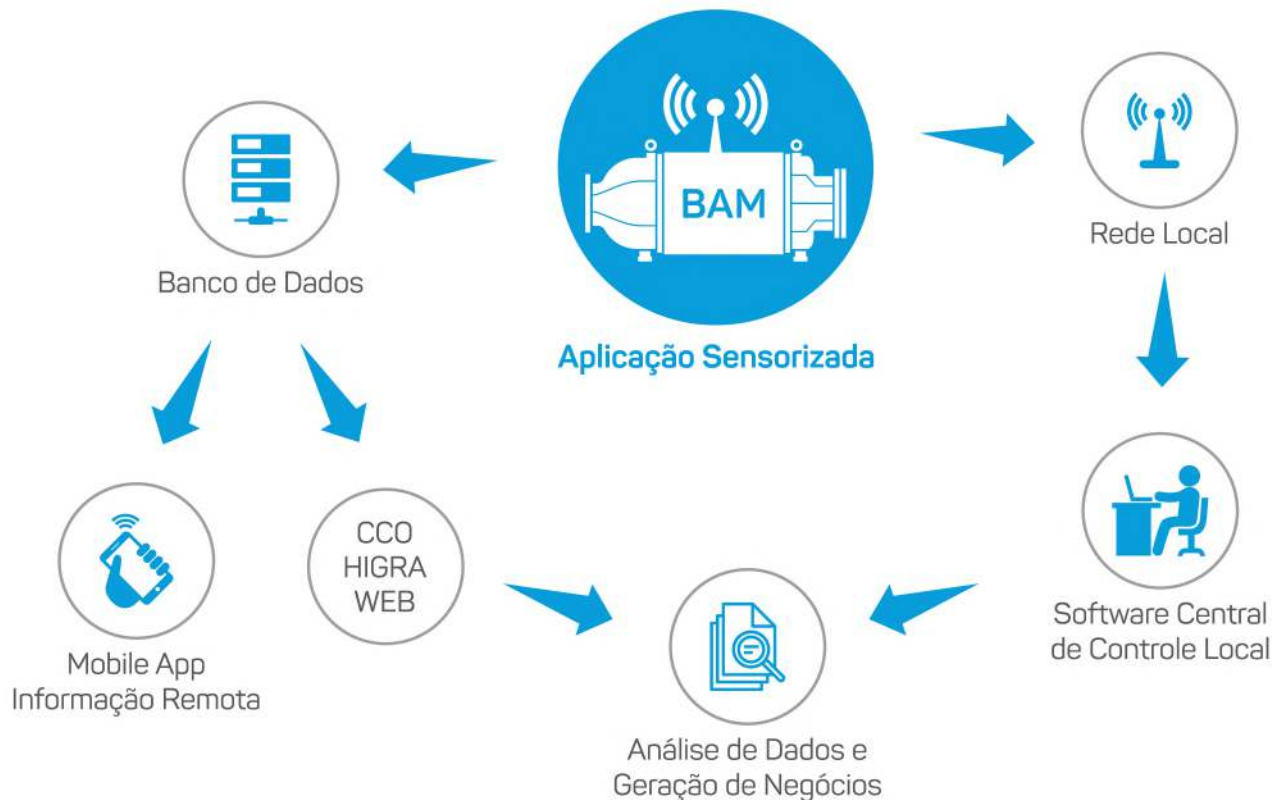 BAM
Aplicação Sensorizada
Banco de Dados
Rede Local
Mobile App
Informação Remota
CCO
HIGRA
WEB
Software Central
de Controle Local
Análise de Dados e
Geração de Negócios